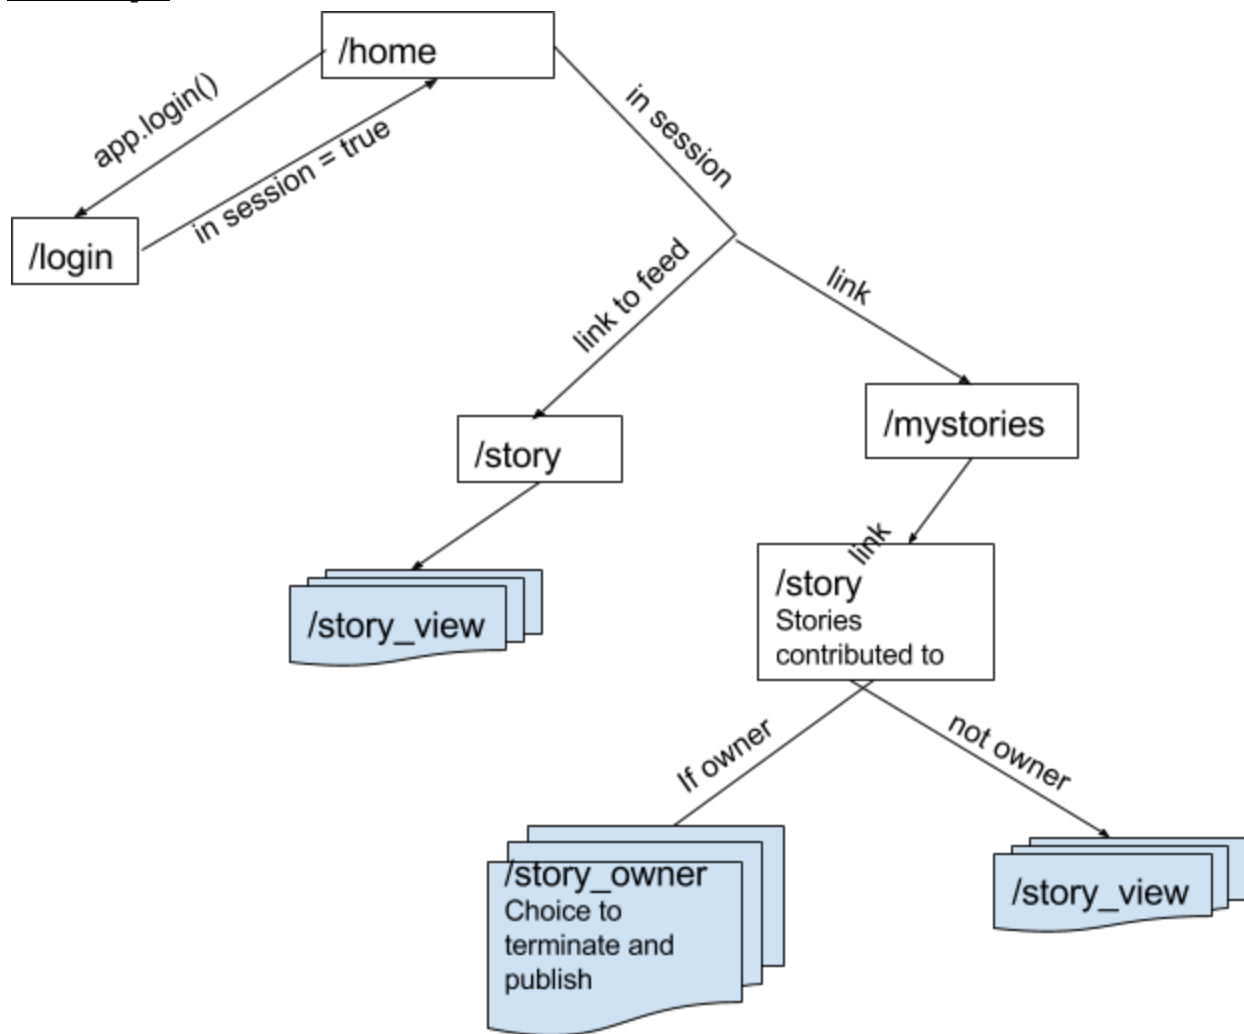 /home
app.login()
in session = true
in session
/login
link to feed
link
/mystories
/story
link
/story
Stories
contributed to
/story_view
If owner
not owner
/story_owner
Choice to
terminate and
publish
/story_view